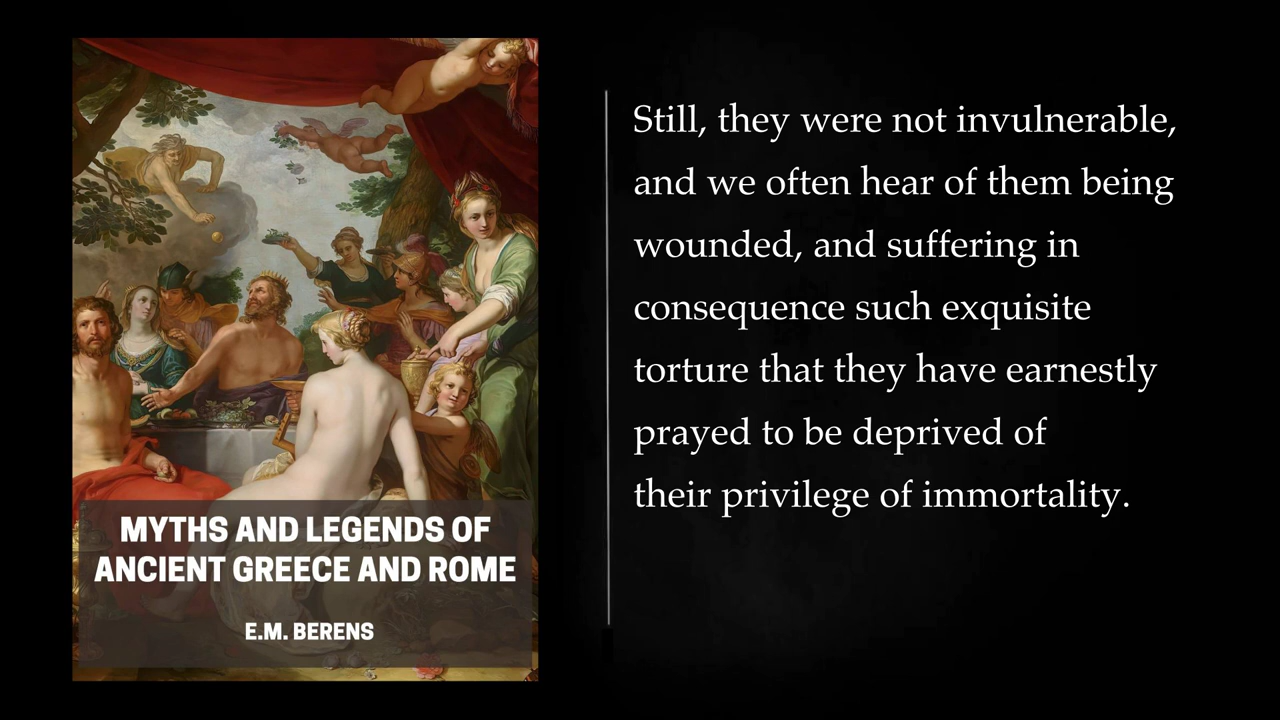 MYTHS AND LEGENDS OF
ANCIENT GREECE AND ROME
E.M. BERENS
Still, they were not invulnerable,
and we often hear of them being
wounded, and suffering in
consequence such exquisite
torture that they have earnestly
prayed to be deprived of
their privilege of immortality.